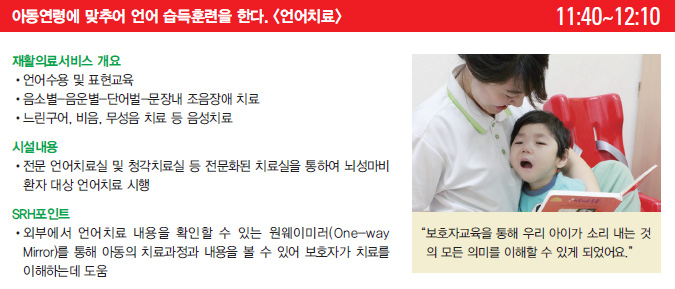 아동연령에 맞추어 언어 습득훈련을 한다. <언어치료>
11:40~12:10
재활의료서비스 개요
•언어수용 및 표현교육
•음소별–음운별–단어별–문장내 조음장애 치료
•느린구어, 비음, 무성음 치료 등 음성치료
시설내용
•전문 언어치료실 및 청각치료실 등 전문화된 치료실을 통하여 뇌성마비
환자 대상 언어치료 시행
SRH포인트
•외부에서 언어치료 내용을 확인할 수 있는 원웨이미러(One–way
Mirror)를 통해 아동의 치료과정과 내용을 볼 수 있어 보호자가 치료를
이해하는데 도움
“보호자교육을 통해 우리 아이가 소리 내는 것
의 모든 의미를 이해할 수 있게 되었어요.”